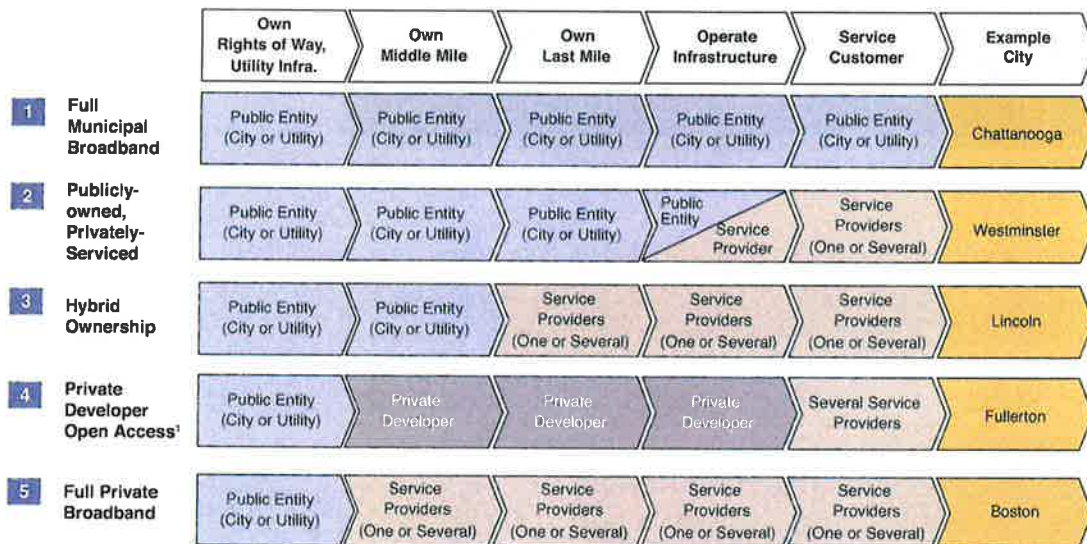 Own
Rights of Way,
Utility Infra.
Own
Middle Mile
Own
Last Mile
Operate
Infrastructure
Service
Customer
Example
City
1
Full
Municipal
Broadband
Public Entity
(City or Utility)
Public Entity
(City or Utility)
Public Entity
(City or Utility)
Public Entity
(City or Utility)
Public Entity
(City or Utility)
Chattanooga
2
Publicly-
owned,
Privately-
Serviced
Public Entity
(City or Utility)
Public Entity
(City or Utility)
Public Entity
(City or Utility)
Public
Entity
Service
Provider
Service
Providers
(One or Several)
Westminster
3
Hybrid
Ownership
Public Entity
(City or Utility)
Public Entity
(City or Utility)
Service
Providers
(One or Several)
Service
Providers
(One or Several)
Service
Providers
(One or Several)
Lincoln
4
Private
Developer
Open Access¹
Public Entity
(City or Utility)
Private
Developer
Private
Developer
Private
Developer
Several Service
Providers
Fullerton
5
Full Private
Broadband
Public Entity
(City or Utility)
Service
Providers
(One or Several)
Service
Providers
(One or Several)
Service
Providers
(One or Several)
Service
Providers
(One or Several)
Boston